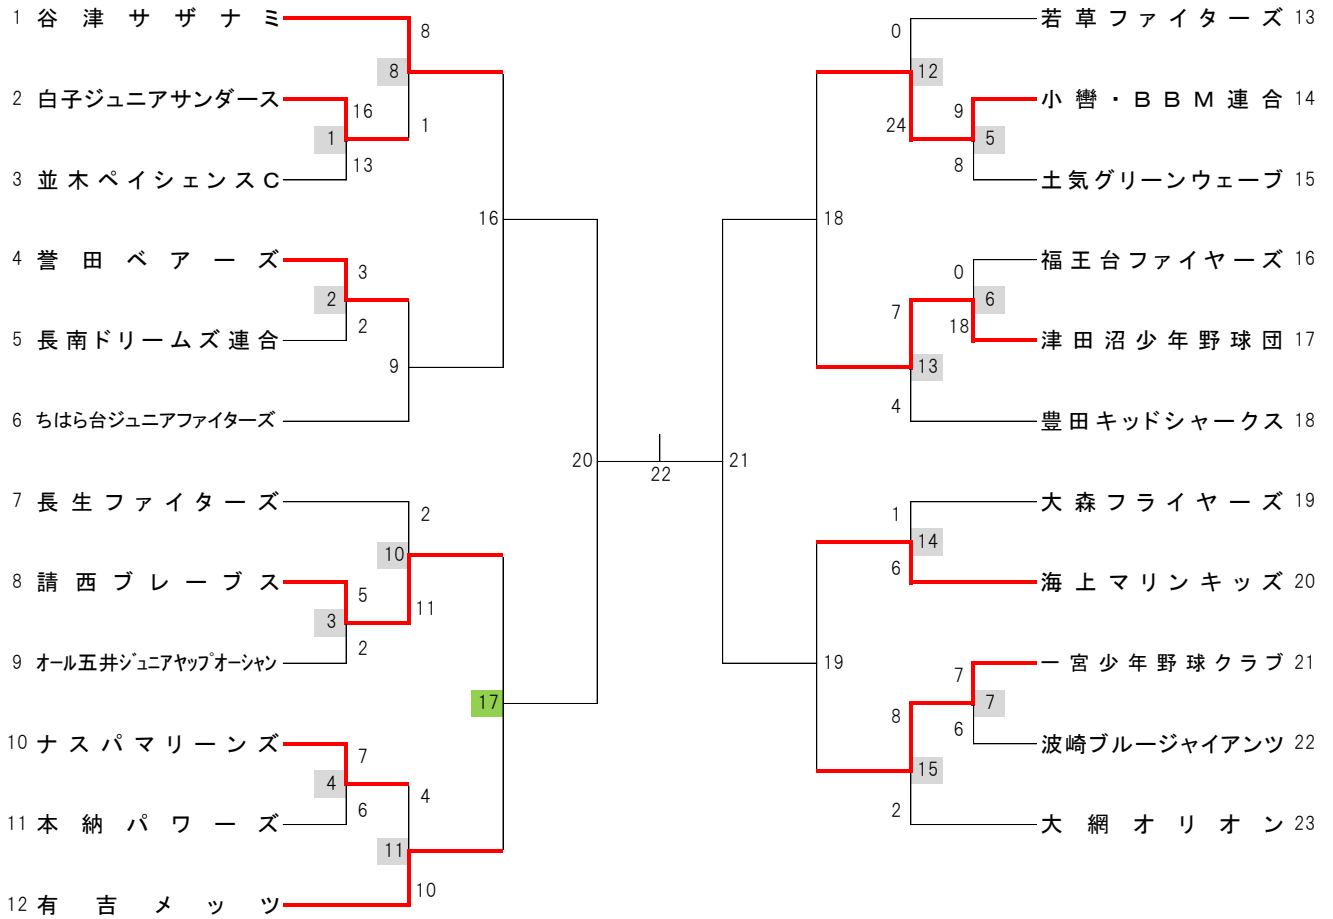 1 谷津サザナミ
8
8
2 白子ジュニアサンダース
16
1
1
13
3 並木ペイシェンスC
16
4 誉田ベアーズ
3
2
2
5 長南ドリームズ連合
9
6 ちはら台ジュニアファイターズ
20
7 長生ファイターズ
2
10
8 請西ブレーブス
5
11
3
2
9 オール五井ジュニアヤップオーシャン
17
10 ナスパマリーンズ
7
4
4
6
11 本納パワーズ
11
10
12 有吉メッツ
22
若草ファイターズ 13
0
12
小轡・BBM連合 14
9
24
5
8
土気グリーンウェーブ 15
18
福王台ファイヤーズ 16
0
6
7
18
津田沼少年野球団 17
13
4
豊田キッドシャークス 18
21
大森フライヤーズ 19
1
14
6
海上マリンキッズ 20
19
一宮少年野球クラブ 21
7
7
8
6
波崎ブルージャイアンツ 22
15
2
大網オリオン 23